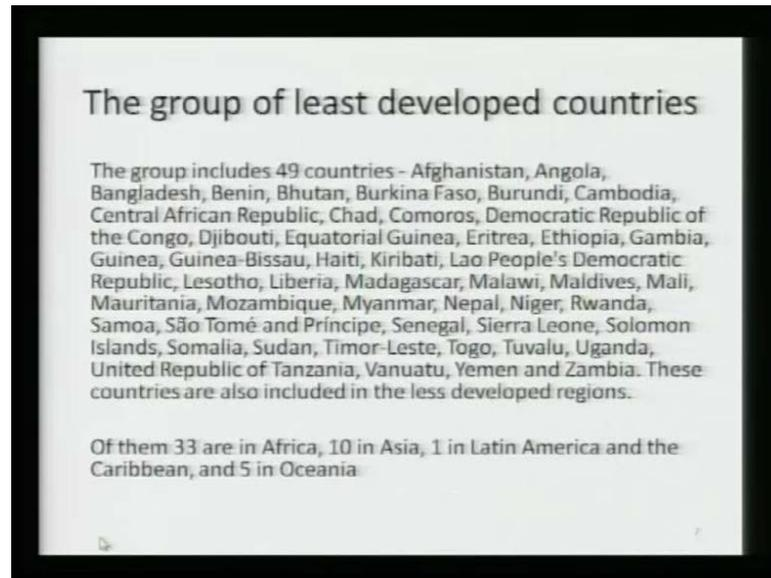 The group of least developed countries
The group includes 49 countries - Afghanistan, Angola,
Bangladesh, Benin, Bhutan, Burkina Faso, Burundi, Cambodia,
Central African Republic, Chad, Comoros, Democratic Republic of
the Congo, Djibouti, Equatorial Guinea, Eritrea, Ethiopia, Gambia,
Guinea, Guinea-Bissau, Haiti, Kiribati, Lao People's Democratic
Republic, Lesotho, Liberia, Madagascar, Malawi, Maldives, Mali,
Mauritania, Mozambique, Myanmar, Nepal, Niger, Rwanda,
Samoa, São Tomé and Príncipe, Senegal, Sierra Leone, Solomon
Islands, Somalia, Sudan, Timor-Leste, Togo, Tuvalu, Uganda,
United Republic of Tanzania, Vanuatu, Yemen and Zambia. These
countries are also included in the less developed regions.
Of them 33 are in Africa, 10 in Asia, 1 in Latin America and the
Caribbean, and 5 in Oceania
7